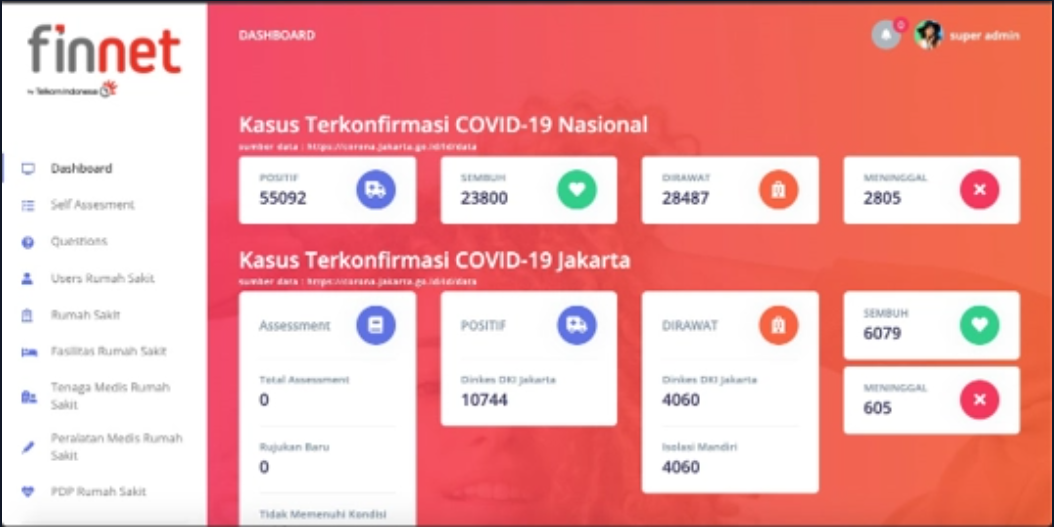 finnet
by Telkom Indonesia
Dashboard
Self Assesment
Questions
Users Rumah Sakit
Rumah Sakit
Fasilitas Rumah Sakit
Tenaga Medis Rumah
Sakit
Peralatan Medis Rumah
Sakit
PDP Rumah Sakit
DASHBOARD
0
super admin
Kasus Terkonfirmasi COVID-19 Nasional
sumber data : https://corona.jakarta.go.id/id/data
POSITIF
55092
SEMBUH
23800
DIRAWAT
28487
MENINGGAL
2805
Kasus Terkonfirmasi COVID-19 Jakarta
sumber data : https://corona.jakarta.go.id/id/data
Assessment
Total Assessment
0
Rujukan Baru
0
Tidak Memenuhi Kondisi
POSITIF
Dinkes DKI Jakarta
10744
DIRAWAT
Dinkes DKI Jakarta
4060
Isolasi Mandiri
4060
SEMBUH
6079
MENINGGAL
605